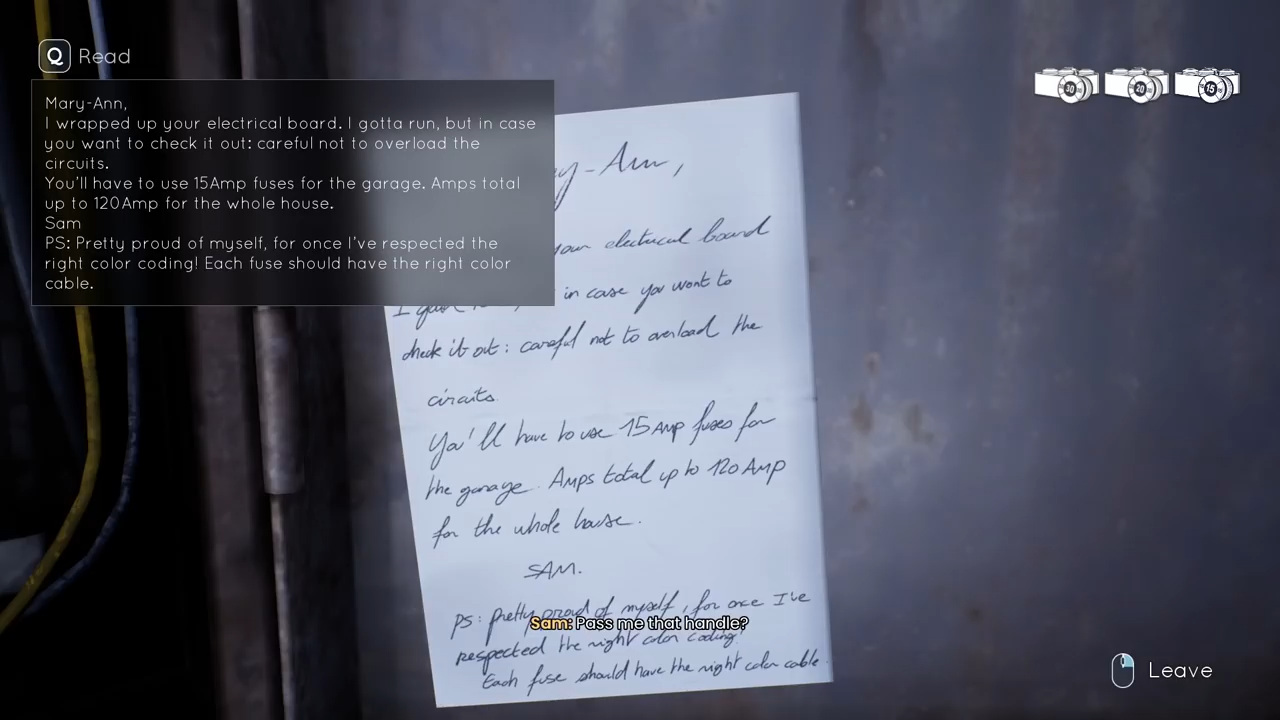 Q Read
Mary-Ann,
I wrapped up your electrical board. I gotta run, but in case
you want to check it out: careful not to overload the
circuits.
You'll have to use 15Amp fuses for the garage. Amps total
up to 120Amp for the whole house.
Sam
PS: Pretty proud of myself, for once I've respected the
right color coding! Each fuse should have the right color
cable.
30 20 15
y-Ann,
your electrical board
in case you want to
check it out: careful not to overload the
circuits.
You'll have to use 15Amp fuses for
the garage. Amps total up to 120Amp
for the whole house.
SAM.
PS: pretty proud of myself, for once I've
Sam: Pass me that handle?
respected the right color coding!
Each fuse should have the right color cable.
Leave